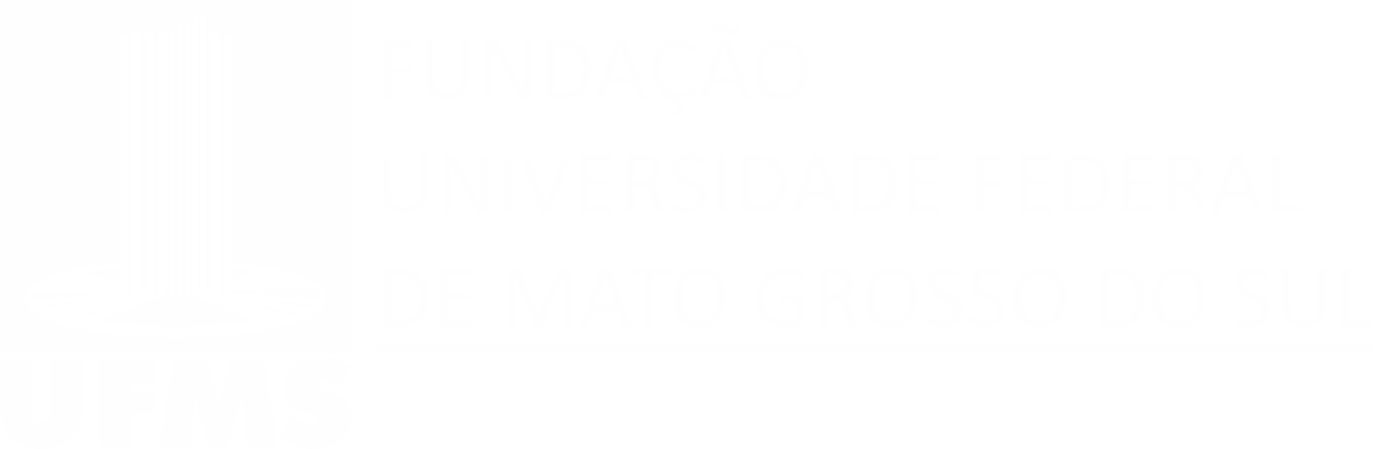 FUNDAÇÃO
UNIVERSIDADE FEDERAL
DE MATO GROSSO DO SUL
UFMS